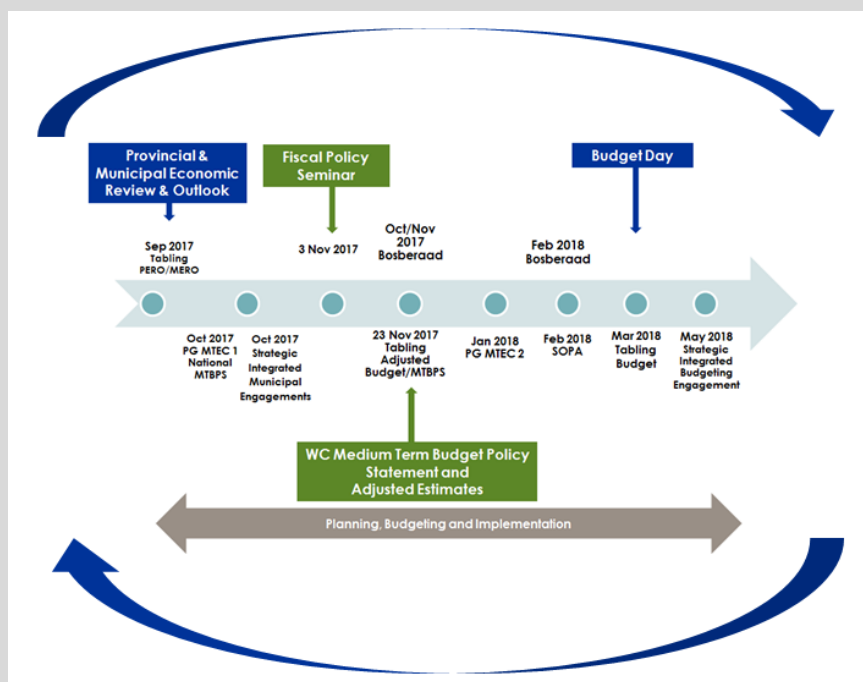 Provincial &
Municipal Economic
Review & Outlook
Fiscal Policy
Seminar
Budget Day
Sep 2017
Tabling
PERO/MERO
3 Nov 2017
Oct/Nov
2017
Bosberaad
Feb 2018
Bosberaad
Oct 2017
PG MTEC 1
National
MTBPS
Oct 2017
Strategic
Integrated
Municipal
Engagements
23 Nov 2017
Tabling
Adjusted
Budget/MTBPS
Jan 2018
PG MTEC 2
Feb 2018
SOPA
Mar 2018
Tabling
Budget
May 2018
Strategic
Integrated
Budgeting
Engagement
WC Medium Term Budget Policy
Statement and
Adjusted Estimates
Planning, Budgeting and Implementation